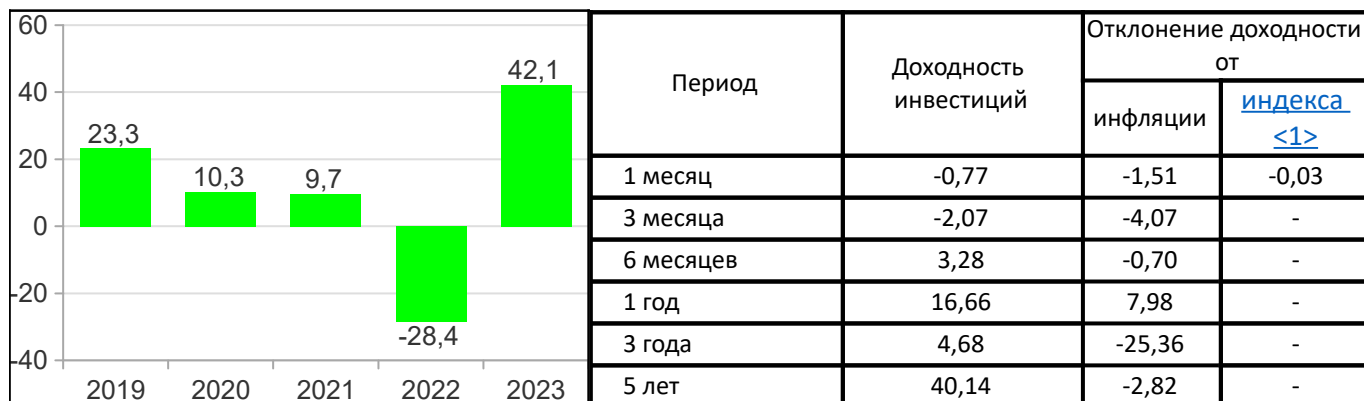 60
40
20
0
-20
-40
23,3
10,3
9,7
-28,4
42,1
2019 2020 2021 2022 2023
Период
Доходность
инвестиций
Отклонение доходности
от
инфляции
индекса
<1>
1 месяц -0,77 -1,51 -0,03
3 месяца -2,07 -4,07 -
6 месяцев 3,28 -0,70 -
1 год 16,66 7,98 -
3 года 4,68 -25,36 -
5 лет 40,14 -2,82 -